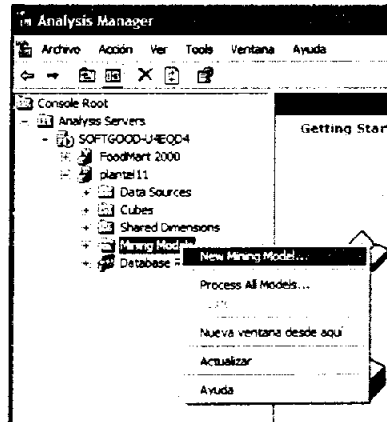 Analysis Manager
Archivo Acción Ver Tools Ventana Ayuda
Console Root
Analysis Servers
SOFTGOOD-U4EQD4
FoodMart 2000
plantel11
Data Sources
Cubes
Shared Dimensions
Mining Models
Database
Getting Star
New Mining Model...
Process All Models...
Nueva ventana desde aquí
Actualizar
Ayuda